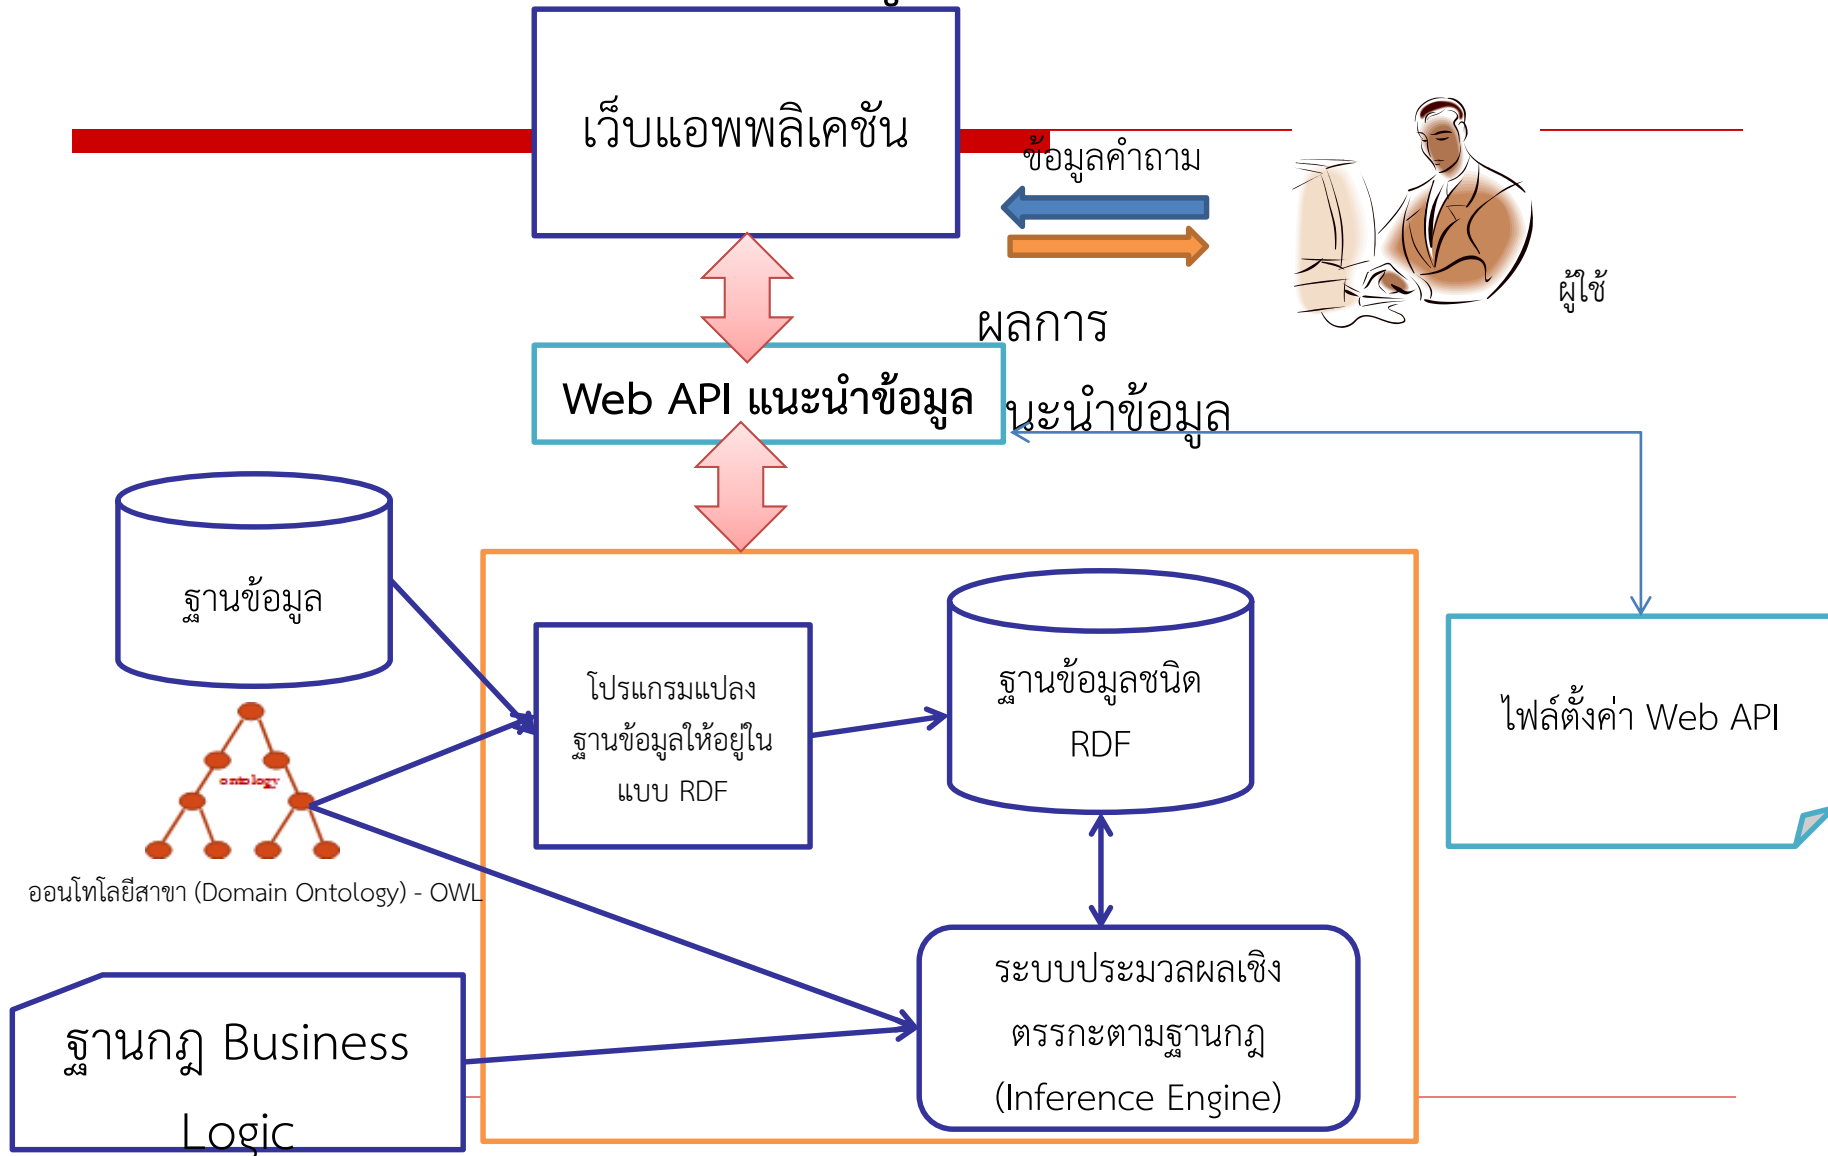 เว็บแอพพลิเคชัน
ข้อมูลคำถาม
ผู้ใช้
ผลการ
นะนำข้อมูล
Web API แนะนำข้อมูล
ฐานข้อมูล
โปรแกรมแปลง
ฐานข้อมูลให้อยู่ใน
แบบ RDF
ฐานข้อมูลชนิด
RDF
ไฟล์ตั้งค่า Web API
ontology
ออนโทโลยีสาขา (Domain Ontology) - OWL
ฐานกฎ Business
Logic
ระบบประมวลผลเชิง
ตรรกะตามฐานกฎ
(Inference Engine)